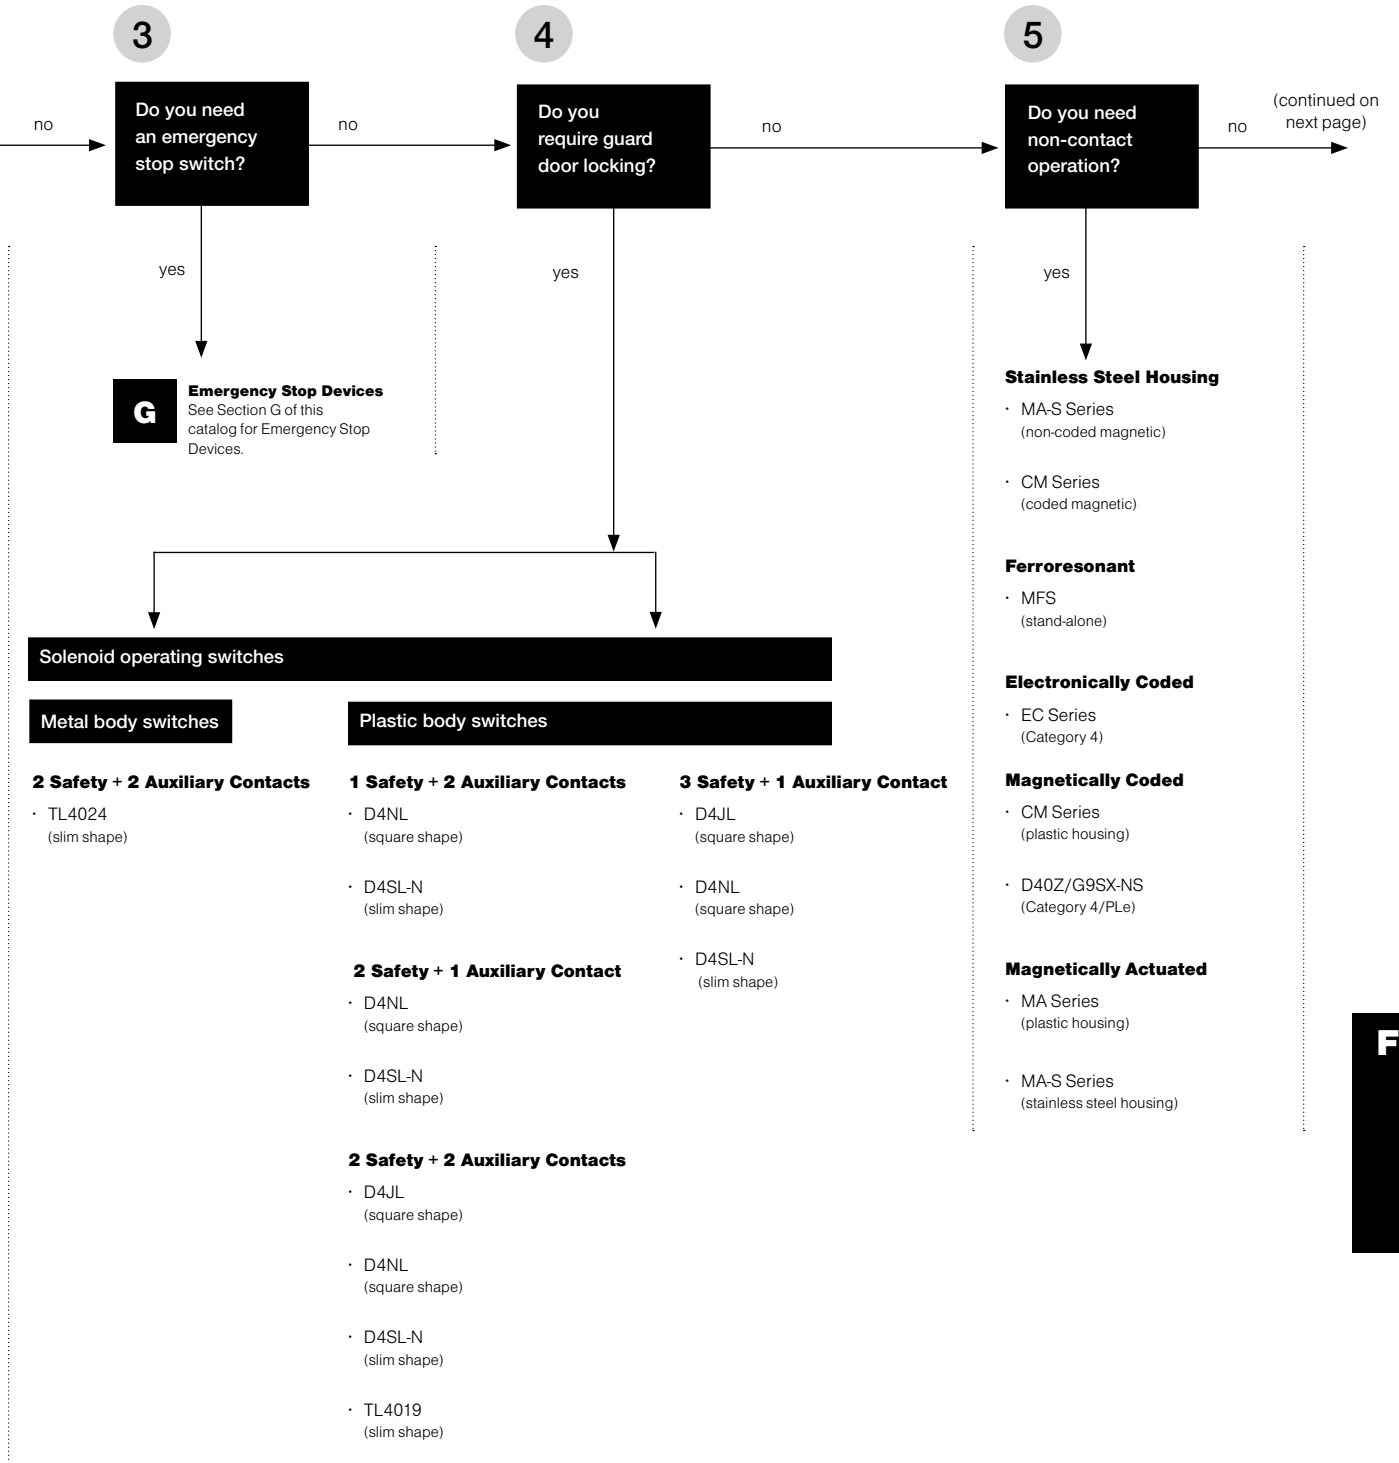 3
4
5
no
Do you need
an emergency
stop switch?
no
Do you
require guard
door locking?
no
Do you need
non-contact
operation?
no
(continued on
next page)
yes
yes
yes
G
Emergency Stop Devices
See Section G of this
catalog for Emergency Stop
Devices.
Solenoid operating switches
Metal body switches
2 Safety + 2 Auxiliary Contacts
· TL4024
(slim shape)
Plastic body switches
1 Safety + 2 Auxiliary Contacts
· D4NL
(square shape)
· D4SL-N
(slim shape)
2 Safety + 1 Auxiliary Contact
· D4NL
(square shape)
· D4SL-N
(slim shape)
2 Safety + 2 Auxiliary Contacts
· D4JL
(square shape)
· D4NL
(square shape)
· D4SL-N
(slim shape)
· TL4019
(slim shape)
3 Safety + 1 Auxiliary Contact
· D4JL
(square shape)
· D4NL
(square shape)
· D4SL-N
(slim shape)
Stainless Steel Housing
· MA-S Series
(non-coded magnetic)
· CM Series
(coded magnetic)
Ferroresonant
· MFS
(stand-alone)
Electronically Coded
· EC Series
(Category 4)
Magnetically Coded
· CM Series
(plastic housing)
· D40Z/G9SX-NS
(Category 4/PLe)
Magnetically Actuated
· MA Series
(plastic housing)
· MA-S Series
(stainless steel housing)
F